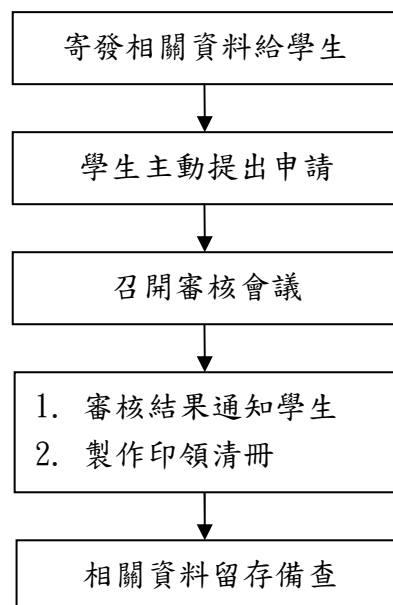 寄發相關資料給學生
學生主動提出申請
召開審核會議
1. 審核結果通知學生
2. 製作印領清冊
相關資料留存備查